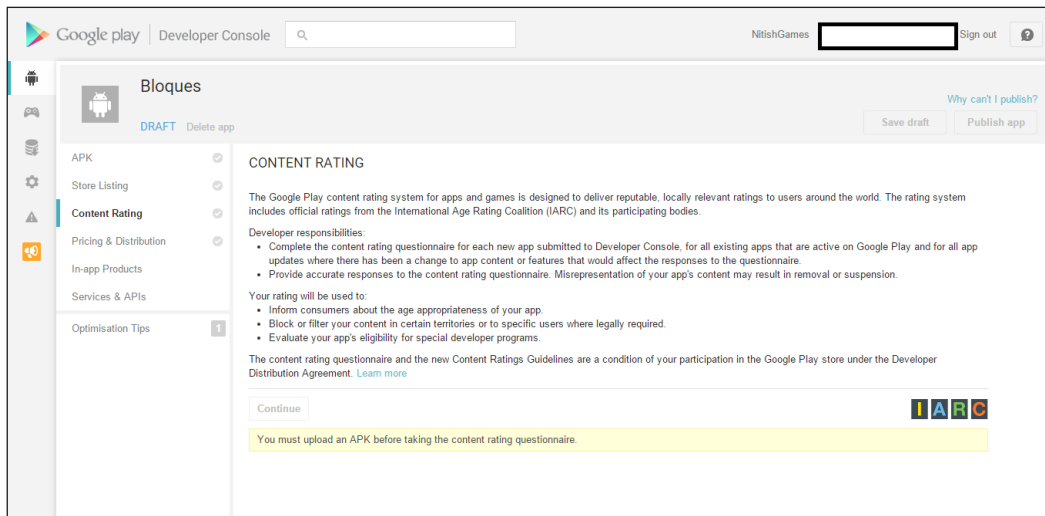 Google play Developer Console
NitishGames Sign out
Bloques
DRAFT Delete app
Why can't I publish?
Save draft Publish app
APK
Store Listing
Content Rating
Pricing & Distribution
In-app Products
Services & APIs
Optimisation Tips 1
CONTENT RATING
The Google Play content rating system for apps and games is designed to deliver reputable, locally relevant ratings to users around the world. The rating system
includes official ratings from the International Age Rating Coalition (IARC) and its participating bodies.
Developer responsibilities:
• Complete the content rating questionnaire for each new app submitted to Developer Console, for all existing apps that are active on Google Play and for all app
updates where there has been a change to app content or features that would affect the responses to the questionnaire.
• Provide accurate responses to the content rating questionnaire. Misrepresentation of your app's content may result in removal or suspension.
Your rating will be used to:
• Inform consumers about the age appropriateness of your app.
• Block or filter your content in certain territories or to specific users where legally required.
• Evaluate your app's eligibility for special developer programs.
The content rating questionnaire and the new Content Ratings Guidelines are a condition of your participation in the Google Play store under the Developer
Distribution Agreement. Learn more
Continue
IARC
You must upload an APK before taking the content rating questionnaire.